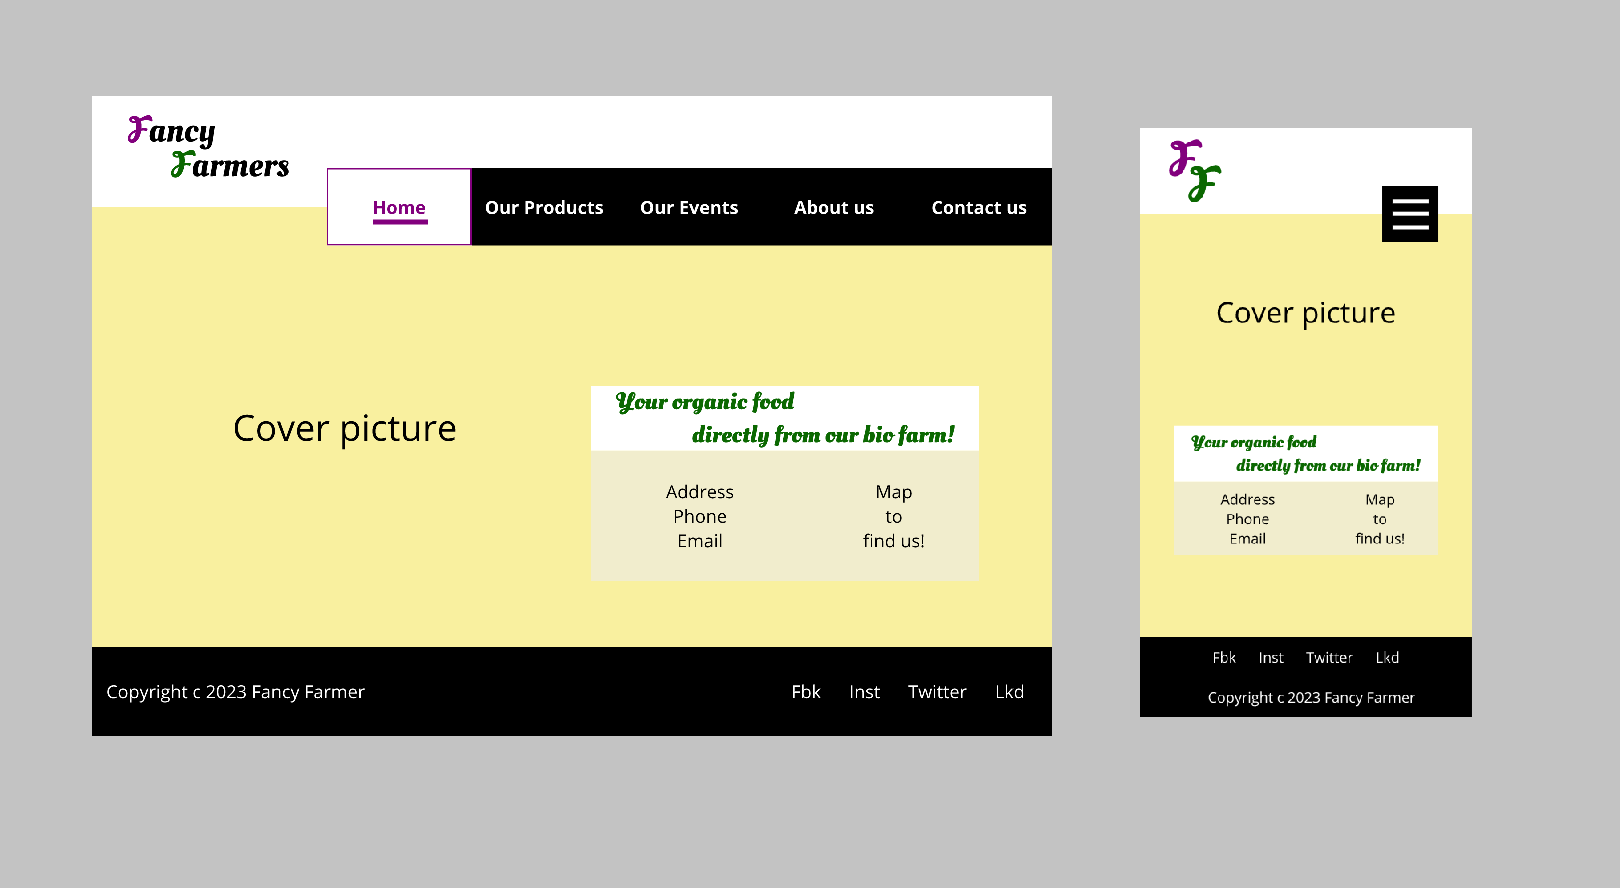 Fancy
Farmers
Home Our Products Our Events About us Contact us
Cover picture
Your organic food
directly from our bio farm!
Address Map
Phone to
Email find us!
Copyright c 2023 Fancy Farmer Fbk Inst Twitter Lkd
F
F
Cover picture
Your organic food
directly from our bio farm!
Address Map
Phone to
Email find us!
Fbk Inst Twitter Lkd
Copyright c 2023 Fancy Farmer